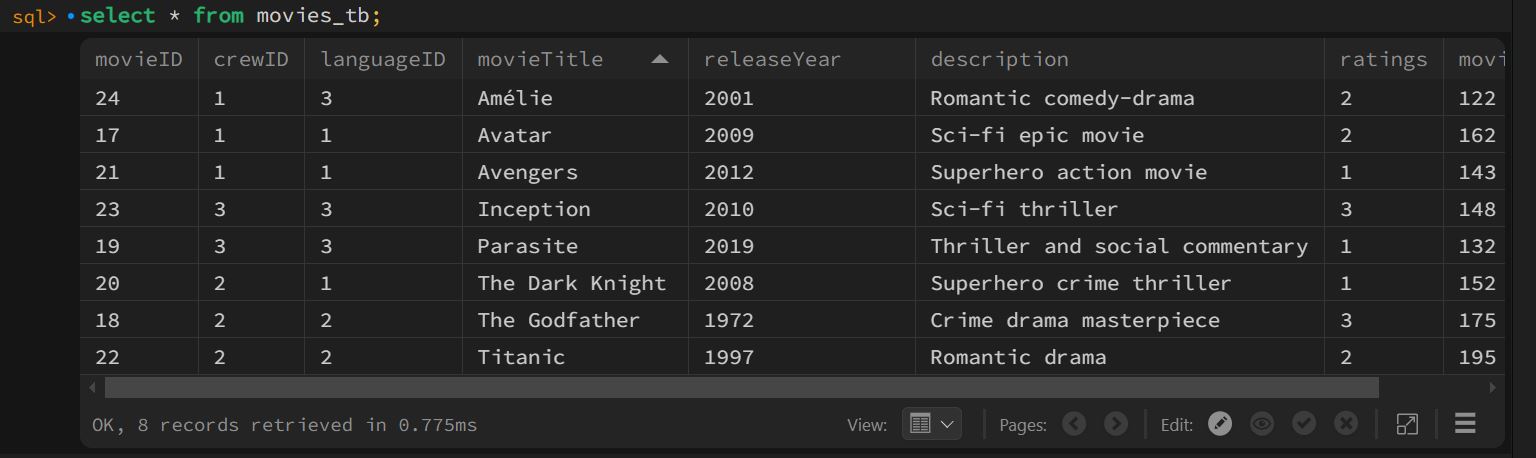 sql> select * from movies_tb;
movieID crewID languageID movieTitle releaseYear description ratings movi
24 1 3 Amélie 2001 Romantic comedy-drama 2 122
17 1 1 Avatar 2009 Sci-fi epic movie 2 162
21 1 1 Avengers 2012 Superhero action movie 1 143
23 3 3 Inception 2010 Sci-fi thriller 3 148
19 3 3 Parasite 2019 Thriller and social commentary 1 132
20 2 1 The Dark Knight 2008 Superhero crime thriller 1 152
18 2 2 The Godfather 1972 Crime drama masterpiece 3 175
22 2 2 Titanic 1997 Romantic drama 2 195
OK, 8 records retrieved in 0.775ms View: Pages: Edit: